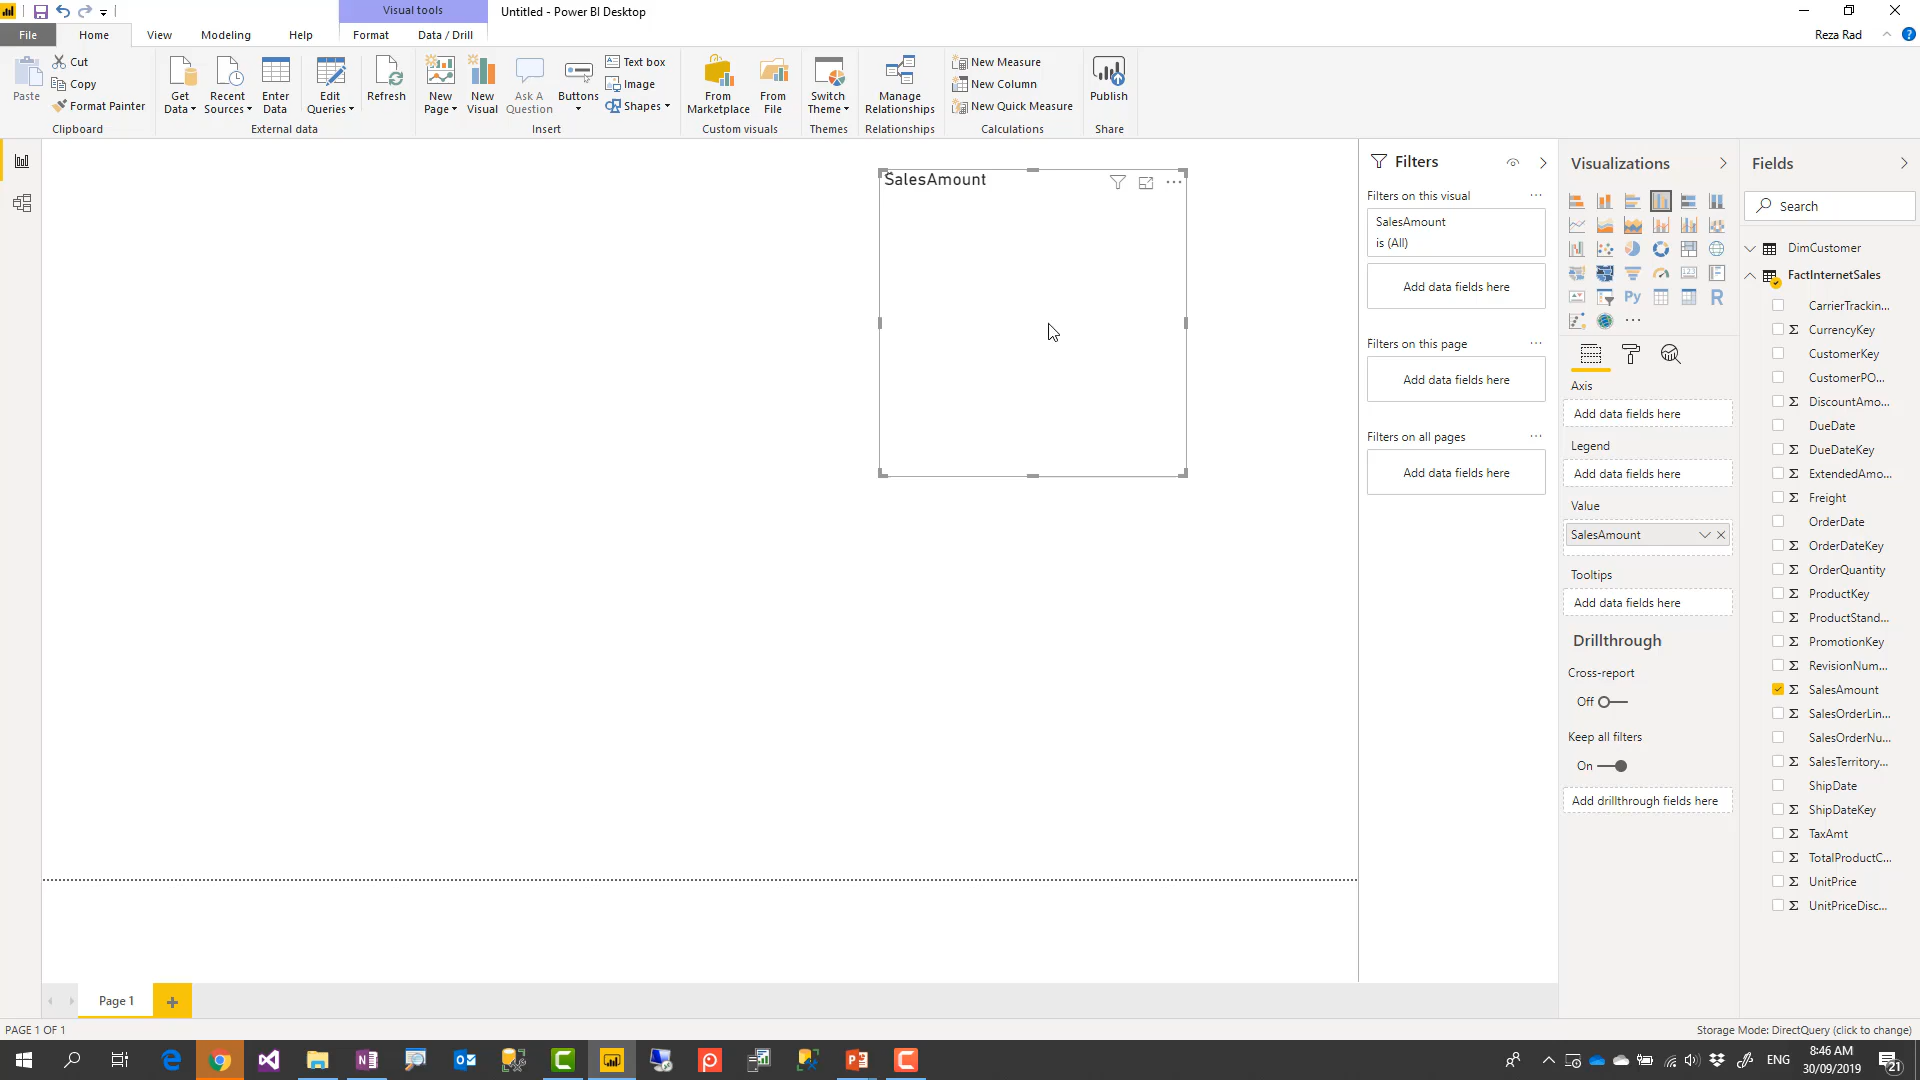 Visual tools
Untitled - Power BI Desktop
File
Home
View
Modeling
Help
Format
Data / Drill
Reza Rad
?
Paste
Cut
Copy
Format Painter
Clipboard
Get Data
Recent Sources
Enter Data
Edit Queries
Refresh
External data
New Page
New Visual
Ask A Question
Buttons
Text box
Image
Shapes
Insert
From Marketplace
From File
Custom visuals
Switch Theme
Themes
Manage Relationships
Relationships
New Measure
New Column
New Quick Measure
Calculations
Publish
Share
SalesAmount
Filters
Filters on this visual
SalesAmount
is (All)
Add data fields here
Filters on this page
Add data fields here
Filters on all pages
Add data fields here
Visualizations
Py
R
Axis
Add data fields here
Legend
Add data fields here
Value
SalesAmount
Tooltips
Add data fields here
Drillthrough
Cross-report
Off
Keep all filters
On
Add drillthrough fields here
Fields
Search
DimCustomer
FactInternetSales
CarrierTrackin...
Σ CurrencyKey
CustomerKey
CustomerPO...
Σ DiscountAmo...
DueDate
Σ DueDateKey
Σ ExtendedAmo...
Σ Freight
OrderDate
Σ OrderDateKey
Σ OrderQuantity
Σ ProductKey
Σ ProductStand...
Σ PromotionKey
Σ RevisionNum...
Σ SalesAmount
Σ SalesOrderLin...
SalesOrderNu...
Σ SalesTerritory...
ShipDate
Σ ShipDateKey
Σ TaxAmt
Σ TotalProductC...
Σ UnitPrice
Σ UnitPriceDisc...
Page 1
PAGE 1 OF 1
Storage Mode: DirectQuery (click to change)
ENG
8:46 AM
30/09/2019
21